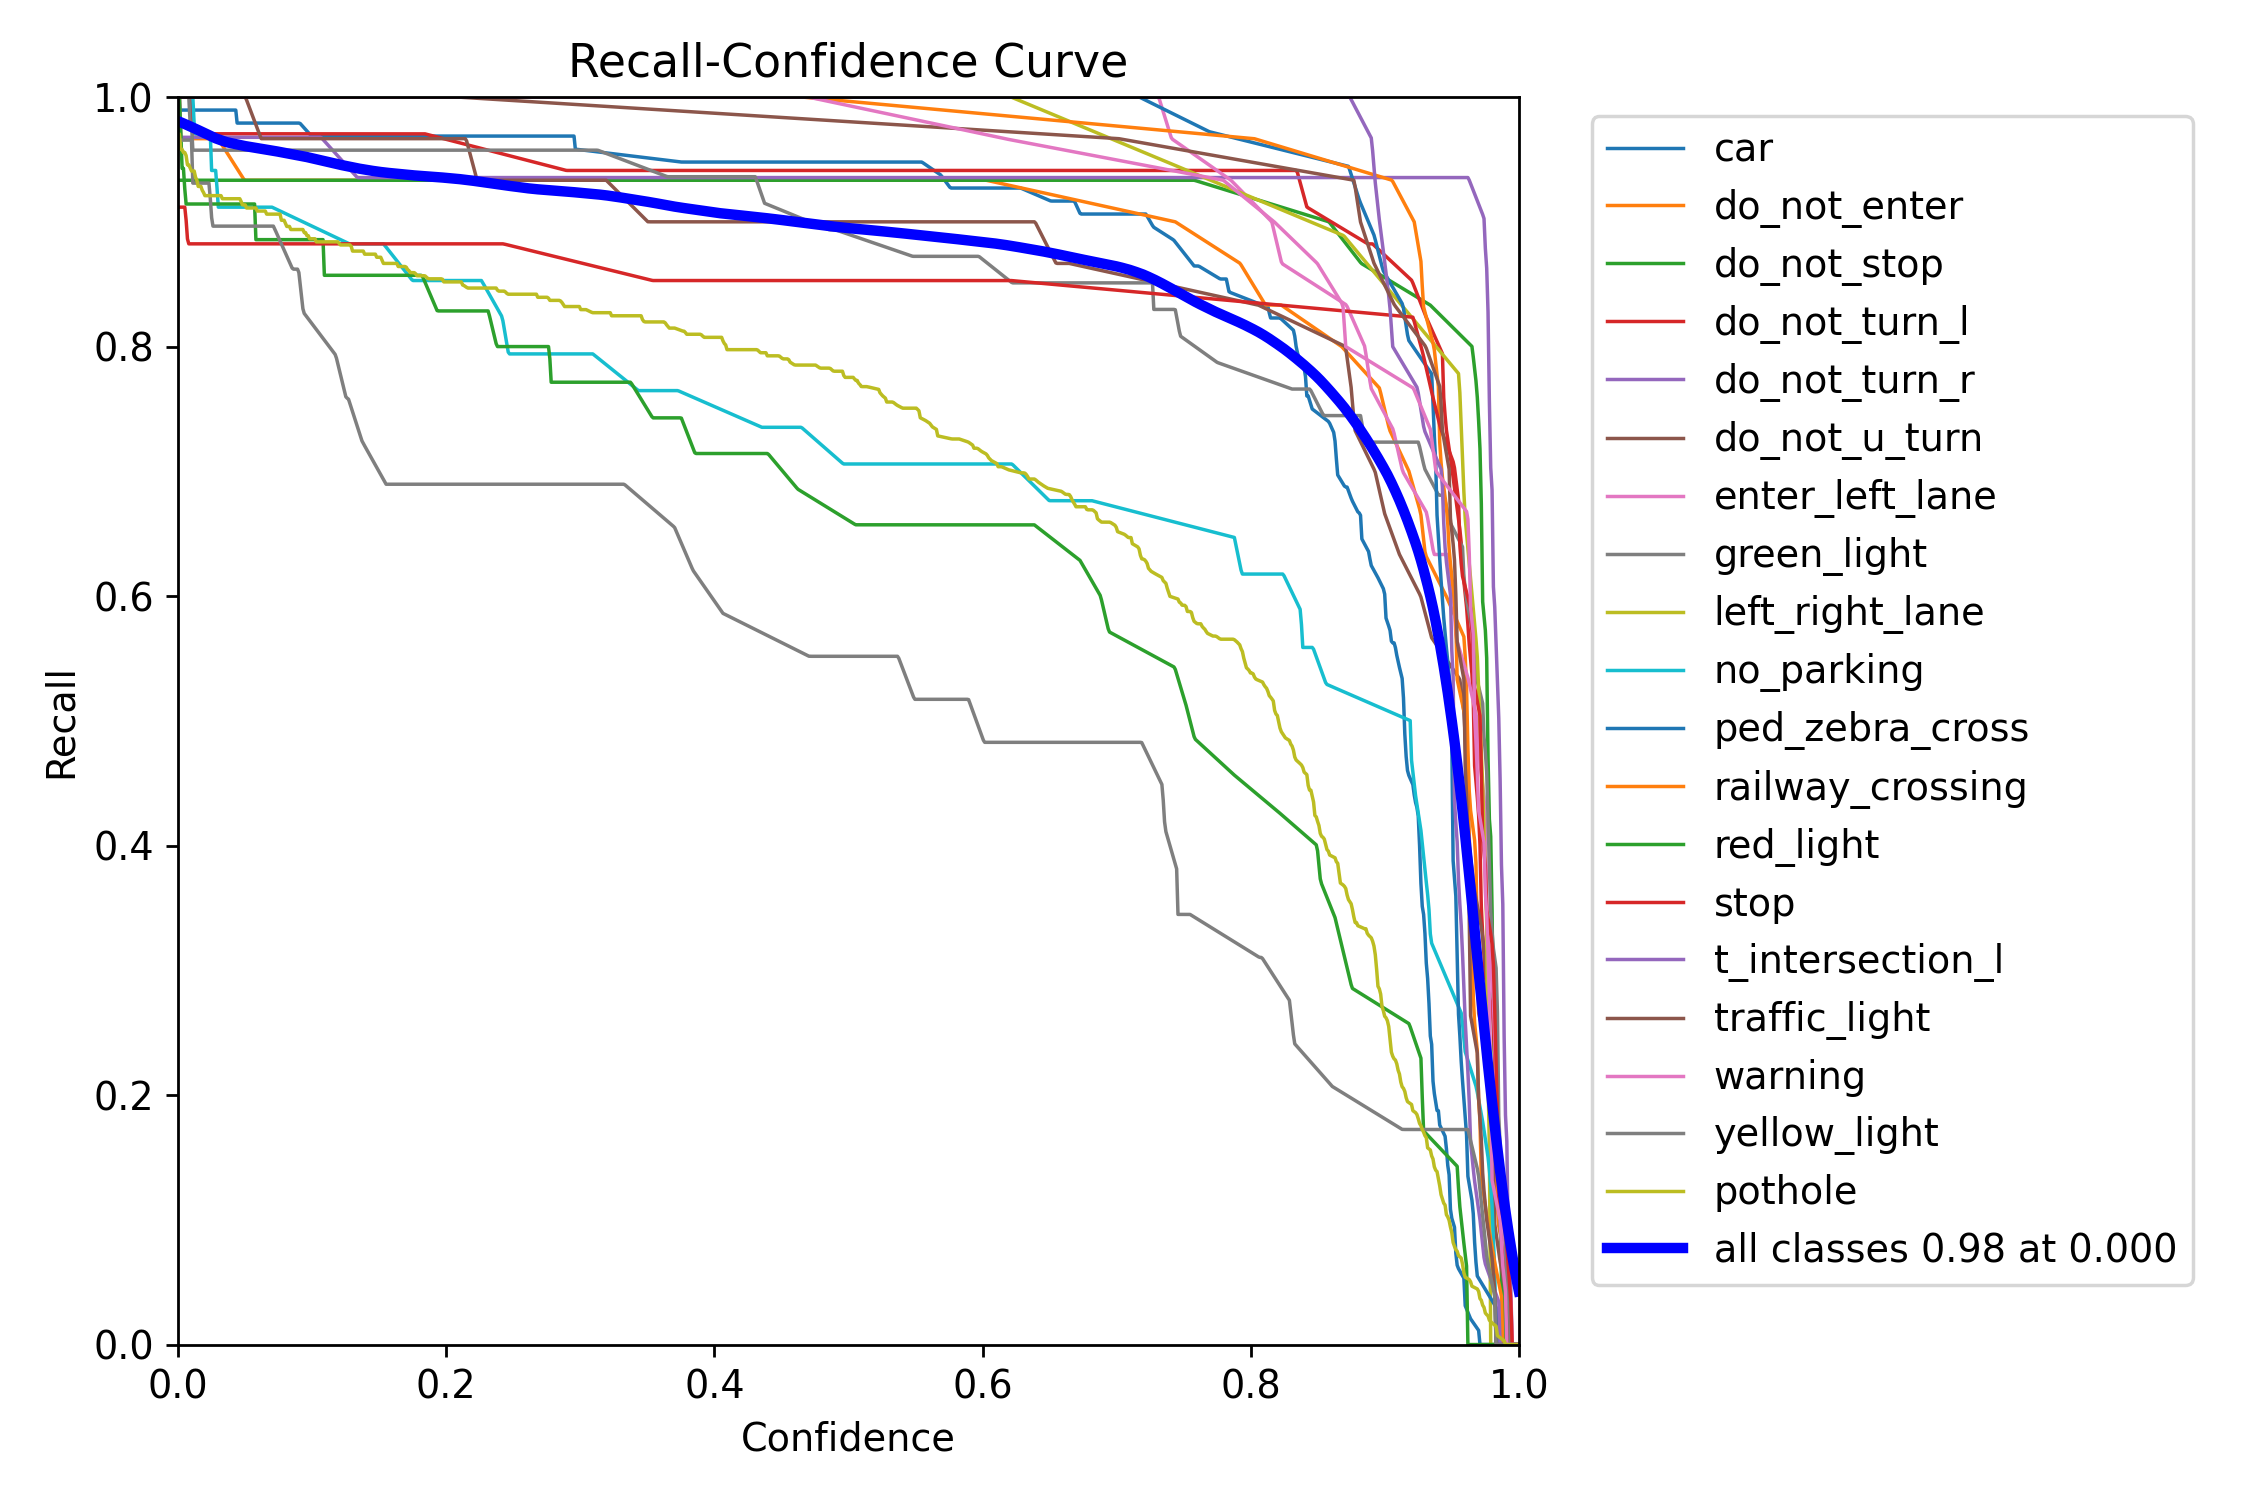 Recall-Confidence Curve
1.0
0.8
0.6
0.4
0.2
0.0
Recall
0.0 0.2 0.4 0.6 0.8 1.0
Confidence
car
do_not_enter
do_not_stop
do_not_turn_l
do_not_turn_r
do_not_u_turn
enter_left_lane
green_light
left_right_lane
no_parking
ped_zebra_cross
railway_crossing
red_light
stop
t_intersection_l
traffic_light
warning
yellow_light
pothole
all classes 0.98 at 0.000